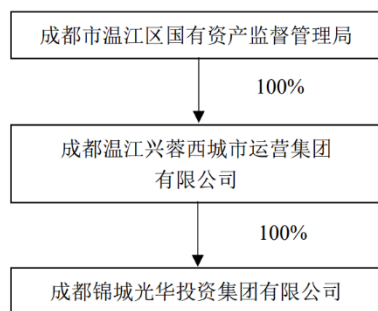 成都市温江区国有资产监督管理局
100%
成都温江兴蓉西城市运营集团
有限公司
100%
成都锦城光华投资集团有限公司